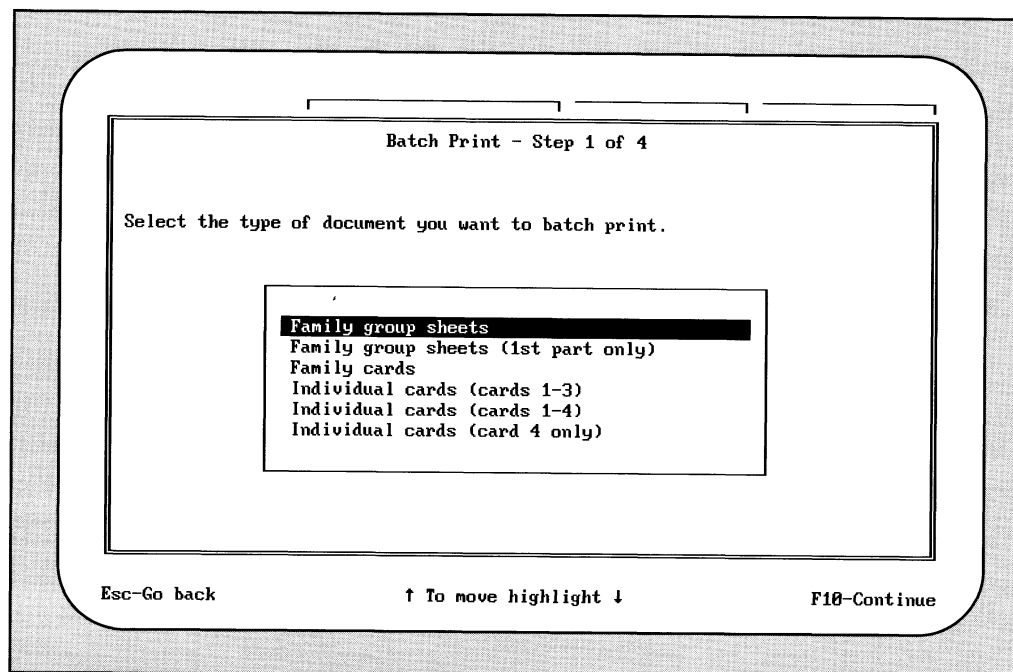 Batch Print - Step 1 of 4
Select the type of document you want to batch print.
Family group sheets
Family group sheets (1st part only)
Family cards
Individual cards (cards 1-3)
Individual cards (cards 1-4)
Individual cards (card 4 only)
Esc-Go back ↑ To move highlight ↓ F10-Continue